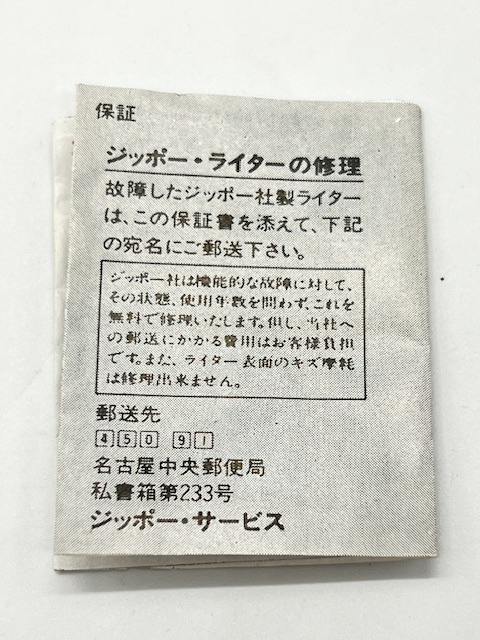 保証
ジッポー・ライターの修理
故障したジッポー社製ライター
は、この保証書を添えて、下記
の宛名にご郵送下さい。
ジッポー社は機能的な故障に対して、
その状態、使用年数を問わず、これを
無料で修理いたします。但し、当社へ
の郵送にかかる費用はお客様負担
です。また、ライター表面のキズ摩耗
は修理出来ません。
郵送先
450 91
名古屋中央郵便局
私書箱第233号
ジッポー・サービス